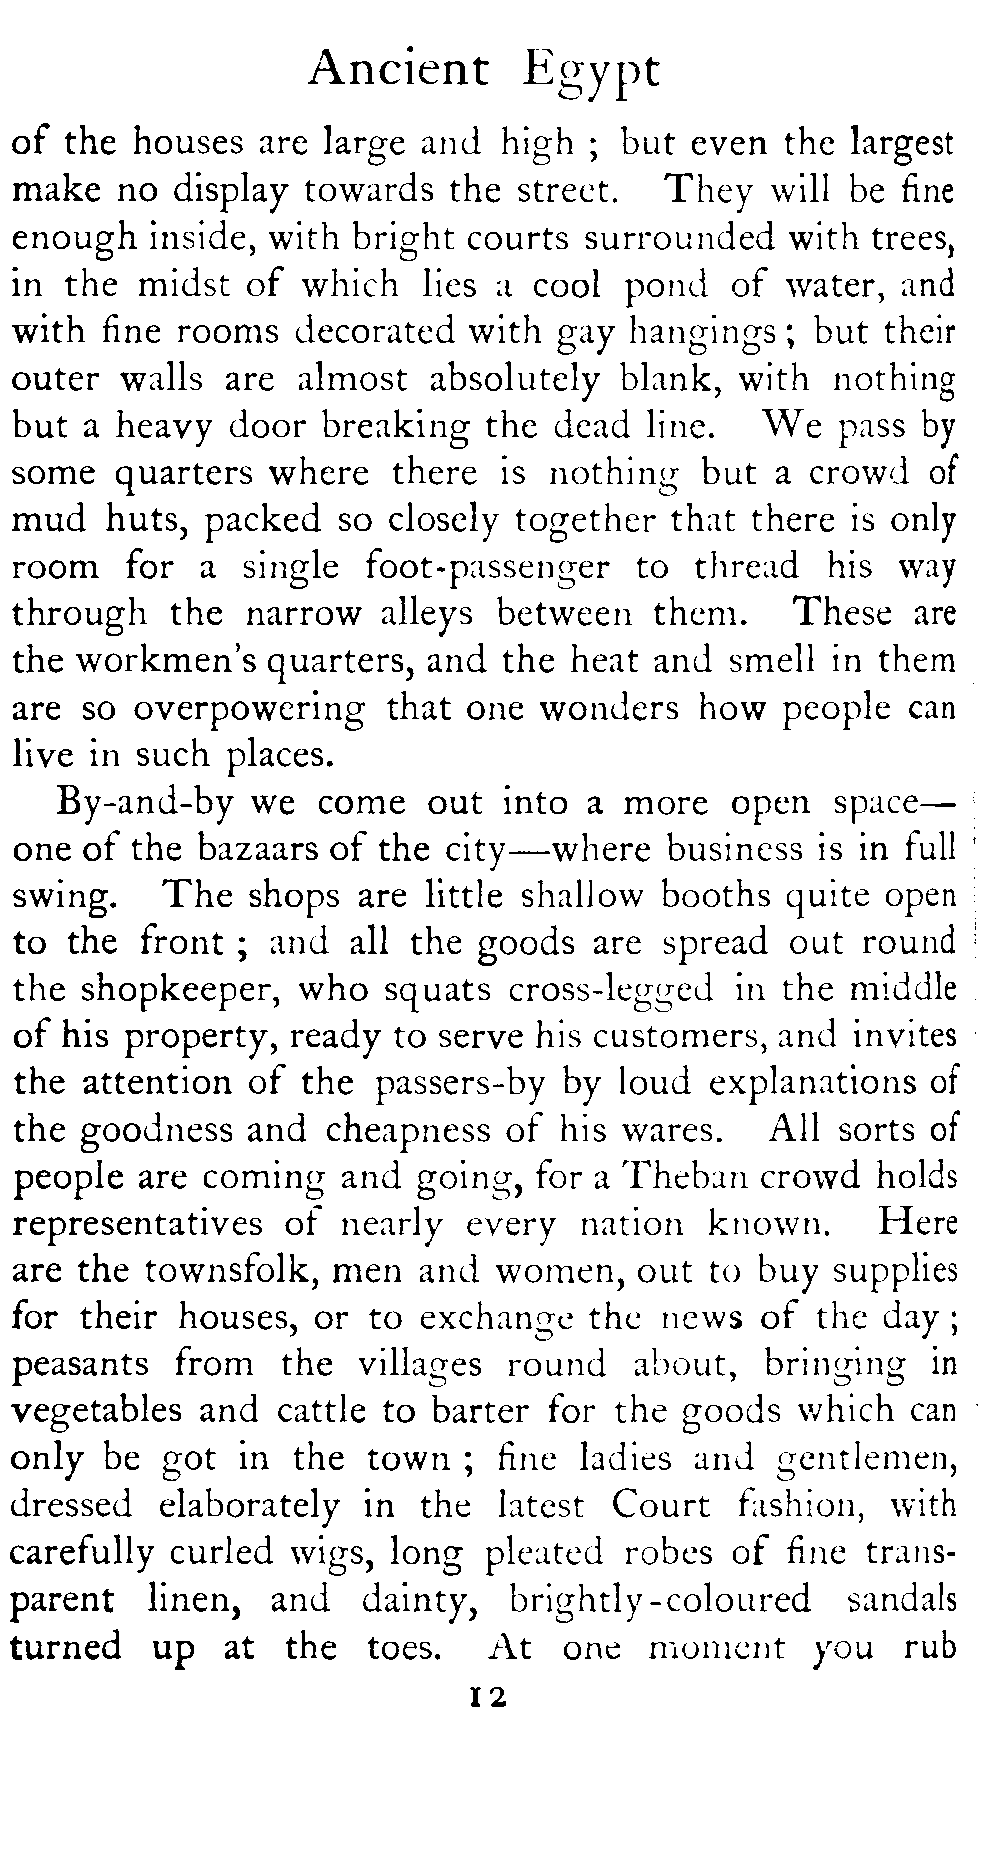 Ancient Egypt
of the houses are large and high ; but even the largest
make no display towards the street. They will be fine
enough inside, with bright courts surrounded with trees,
in the midst of which lies a cool pond of water, and
with fine rooms decorated with gay hangings ; but their
outer walls are almost absolutely blank, with nothing
but a heavy door breaking the dead line. We pass by
some quarters where there is nothing but a crowd of
mud huts, packed so closely together that there is only
room for a single foot-passenger to thread his way
through the narrow alleys between them. These are
the workmen's quarters, and the heat and smell in them
are so overpowering that one wonders how people can
live in such places.
By-and-by we come out into a more open space—
one of the bazaars of the city—where business is in full
swing. The shops are little shallow booths quite open
to the front ; and all the goods are spread out round
the shopkeeper, who squats cross-legged in the middle
of his property, ready to serve his customers, and invites
the attention of the passers-by by loud explanations of
the goodness and cheapness of his wares. All sorts of
people are coming and going, for a Theban crowd holds
representatives of nearly every nation known. Here
are the townsfolk, men and women, out to buy supplies
for their houses, or to exchange the news of the day ;
peasants from the villages round about, bringing in
vegetables and cattle to barter for the goods which can
only be got in the town ; fine ladies and gentlemen,
dressed elaborately in the latest Court fashion, with
carefully curled wigs, long pleated robes of fine trans-
parent linen, and dainty, brightly-coloured sandals
turned up at the toes. At one moment you rub
12